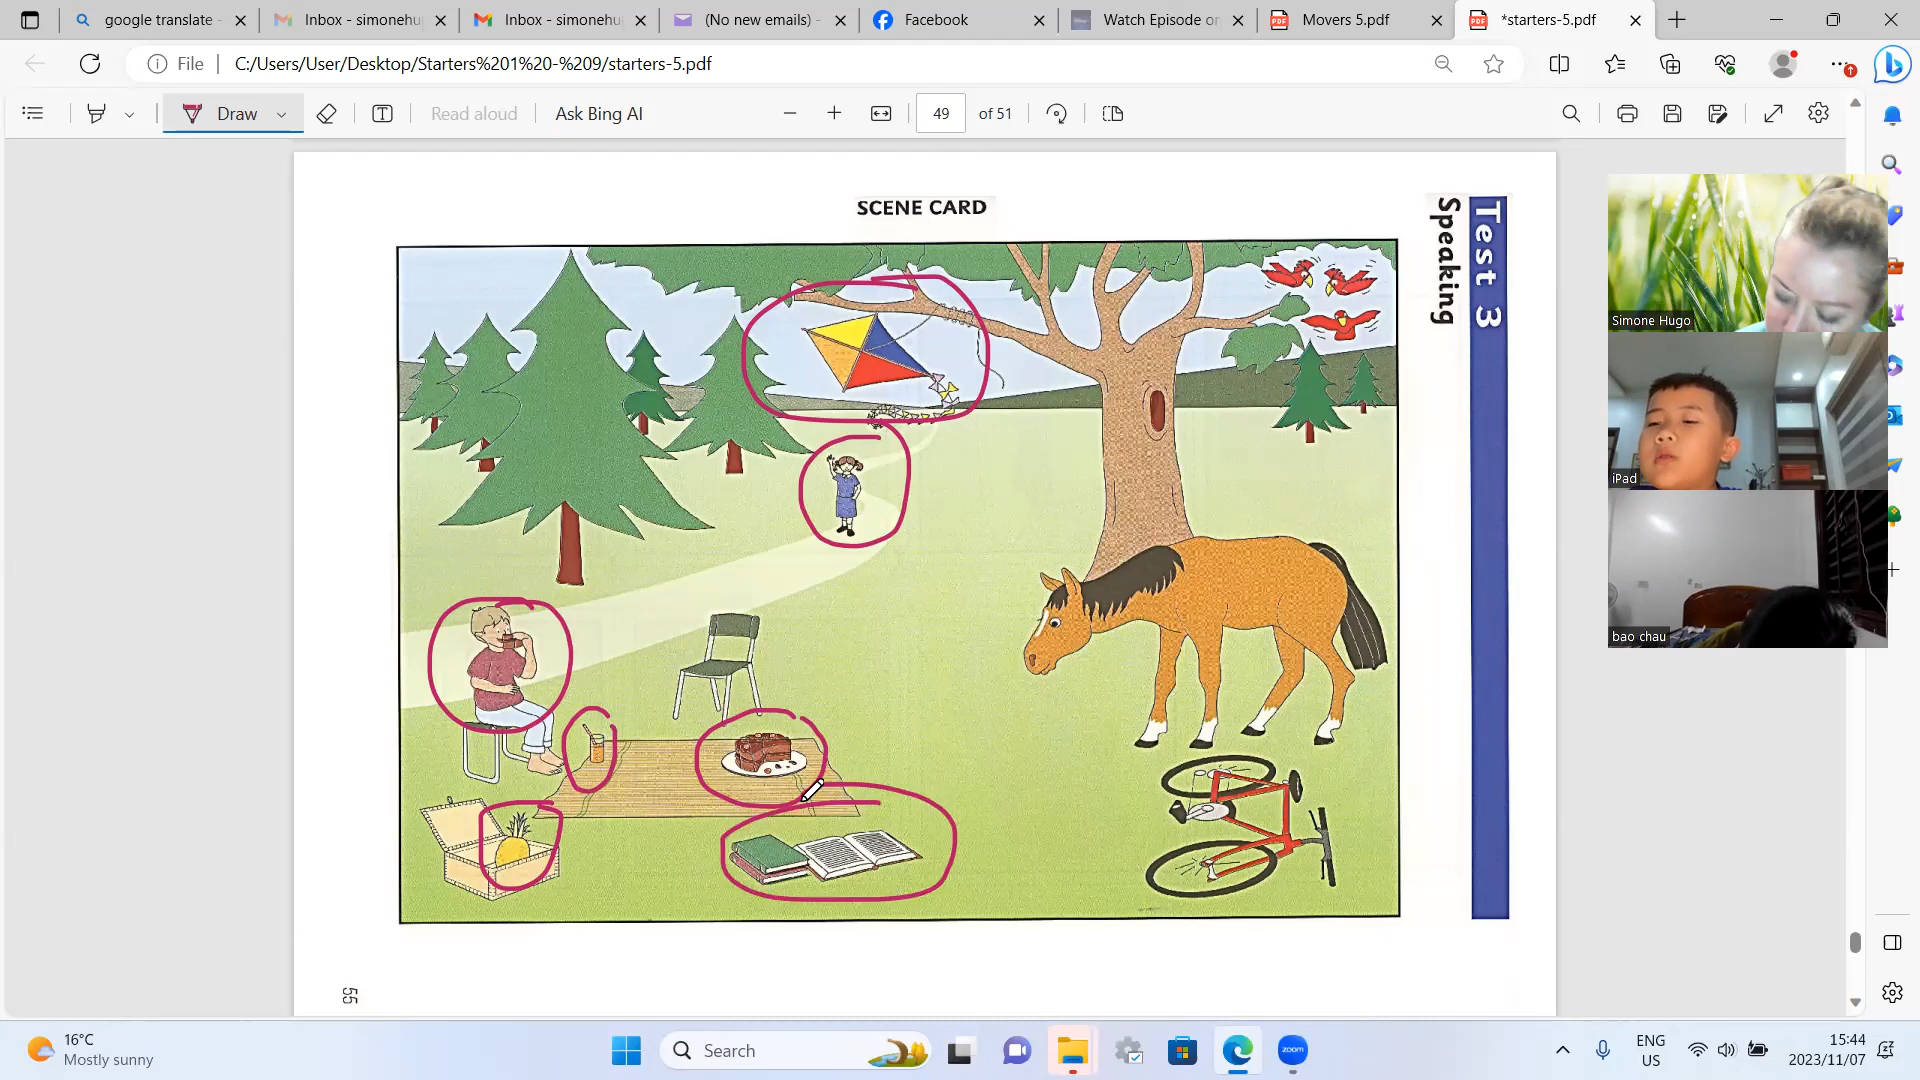 google translate -
Inbox - simonehu
Inbox - simonehu
(No new emails) -
Facebook
Watch Episode on
Movers 5.pdf
*starters-5.pdf
File
C:/Users/User/Desktop/Starters%201%20-%209/starters-5.pdf
Draw
Read aloud
Ask Bing AI
49
of 51
SCENE CARD
Test 3
Speaking
55
Simone Hugo
iPad
bao chau
16°C
Mostly sunny
Search
zoom
ENG
US
15:44
2023/11/07